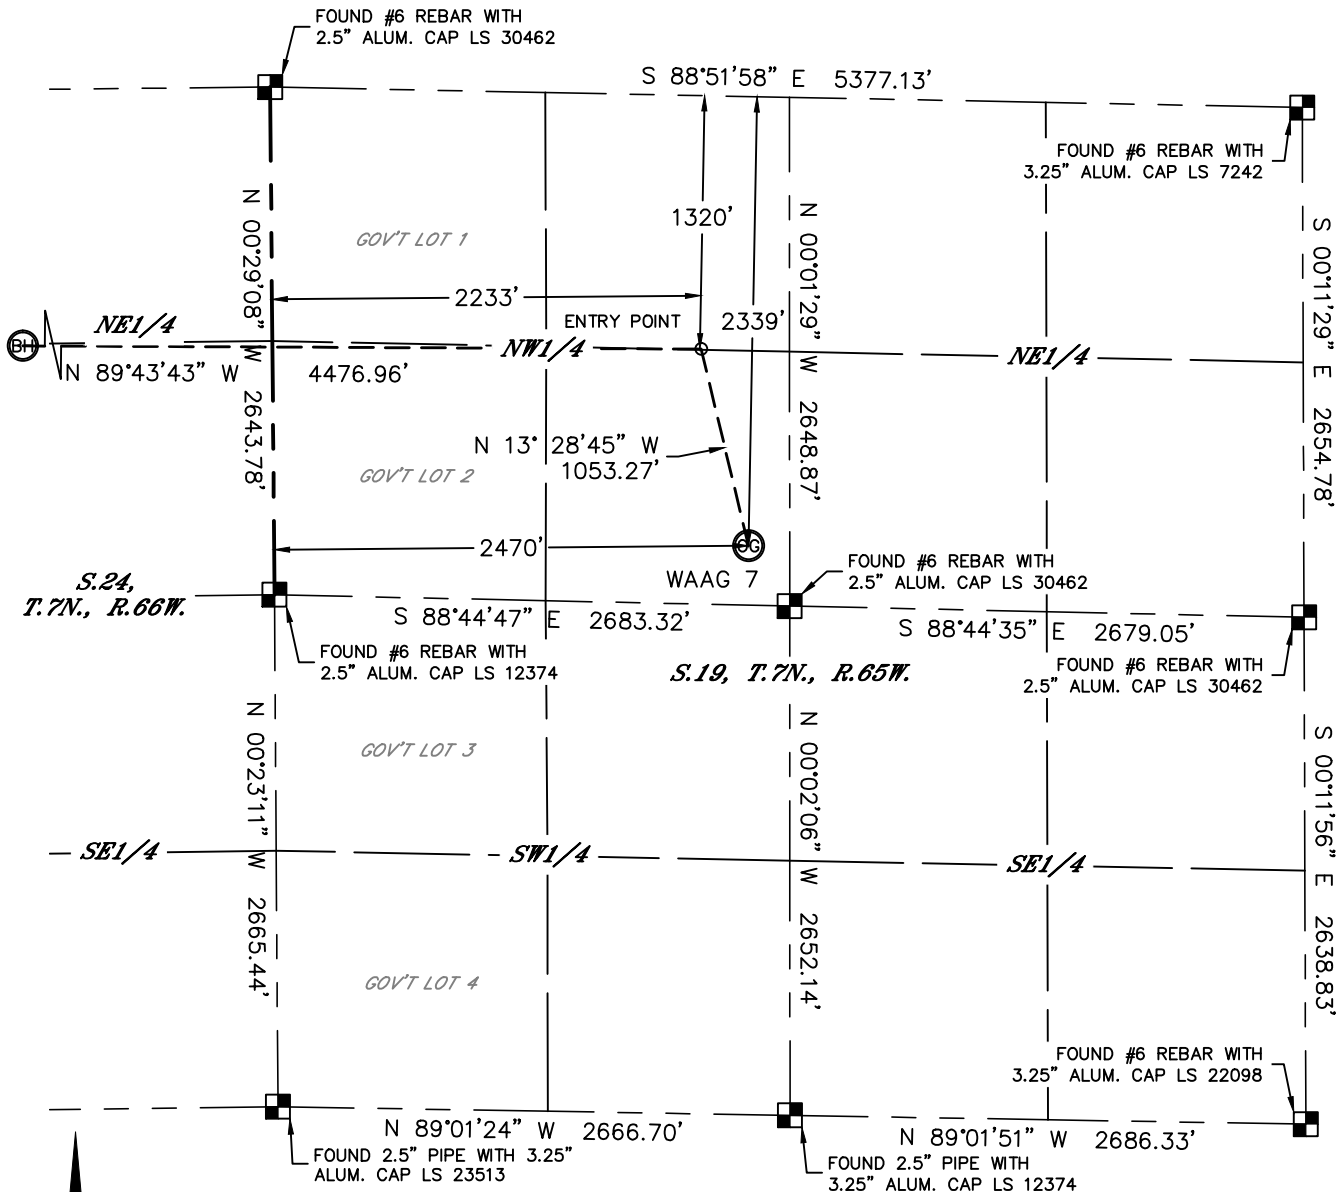 FOUND #6 REBAR WITH
2.5" ALUM. CAP LS 30462
S 88°51'58" E 5377.13'
FOUND #6 REBAR WITH
3.25" ALUM. CAP LS 7242
N 00°29'08" W 2643.78'
GOV'T LOT 1
1320'
N 00°01'29" W 2648.87'
S 00°11'29" E 2654.78'
2233'
ENTRY POINT
2339'
NE1/4
BH
NW1/4
NE1/4
N 89°43'43" W 4476.96'
N 13° 28'45" W
1053.27'
GOV'T LOT 2
2470'
OG
WAAG 7
FOUND #6 REBAR WITH
2.5" ALUM. CAP LS 30462
S.24,
T.7N., R.66W.
S 88°44'47" E 2683.32'
S 88°44'35" E 2679.05'
FOUND #6 REBAR WITH
2.5" ALUM. CAP LS 12374
S.19, T.7N., R.65W.
FOUND #6 REBAR WITH
2.5" ALUM. CAP LS 30462
N 00°23'11" W 2665.44'
GOV'T LOT 3
N 00°02'06" W 2652.14'
S 00°11'56" E 2638.83'
SE1/4
SW1/4
SE1/4
GOV'T LOT 4
FOUND #6 REBAR WITH
3.25" ALUM. CAP LS 22098
N 89°01'24" W 2666.70'
N 89°01'51" W 2686.33'
FOUND 2.5" PIPE WITH 3.25"
ALUM. CAP LS 23513
FOUND 2.5" PIPE WITH
3.25" ALUM. CAP LS 12374